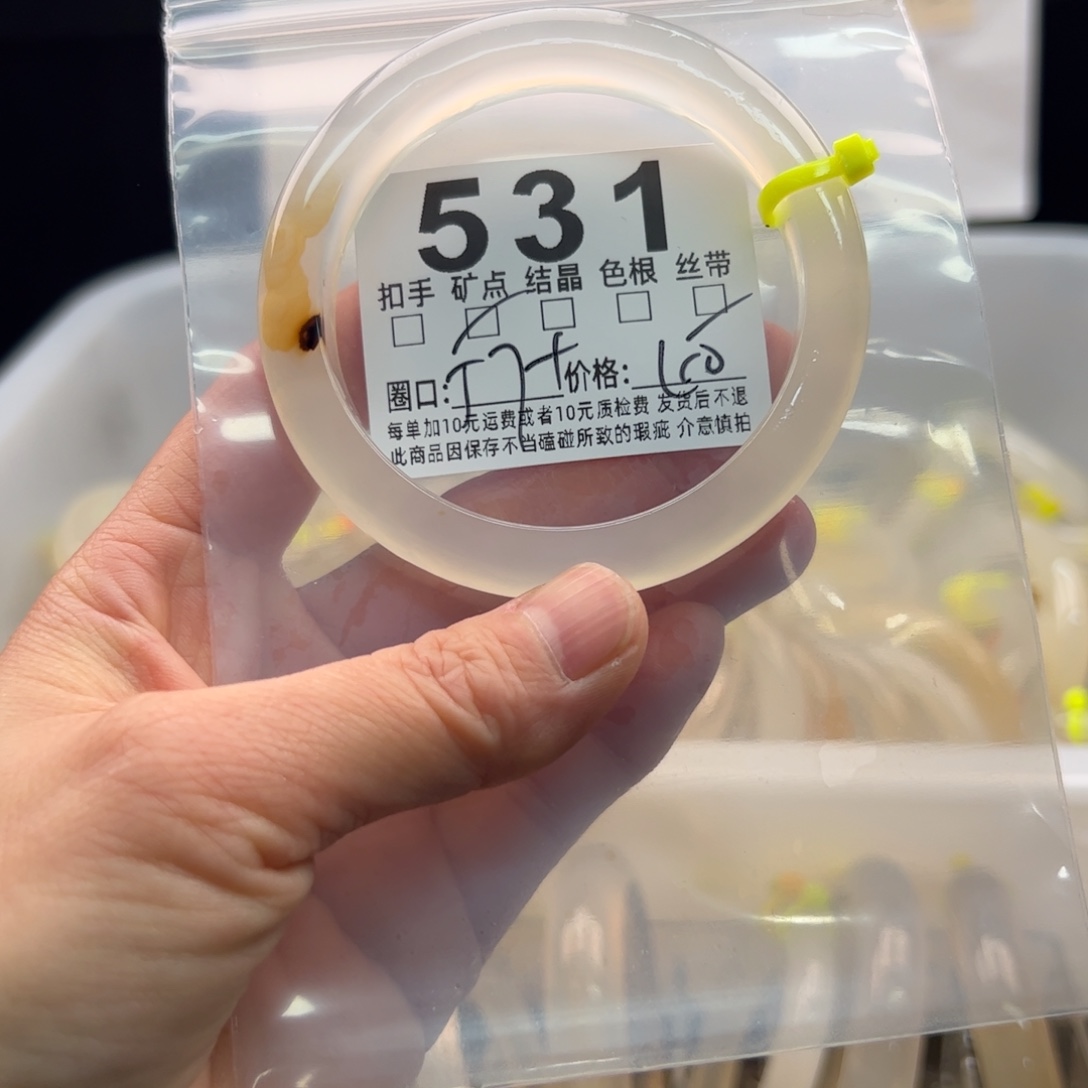 531
扣手 矿点 结晶 色根 丝带
圈口: 价格:
每单加10元运费或者10元质检费 发货后不退
此商品因保存不当磕碰所致的瑕疵 介意慎拍